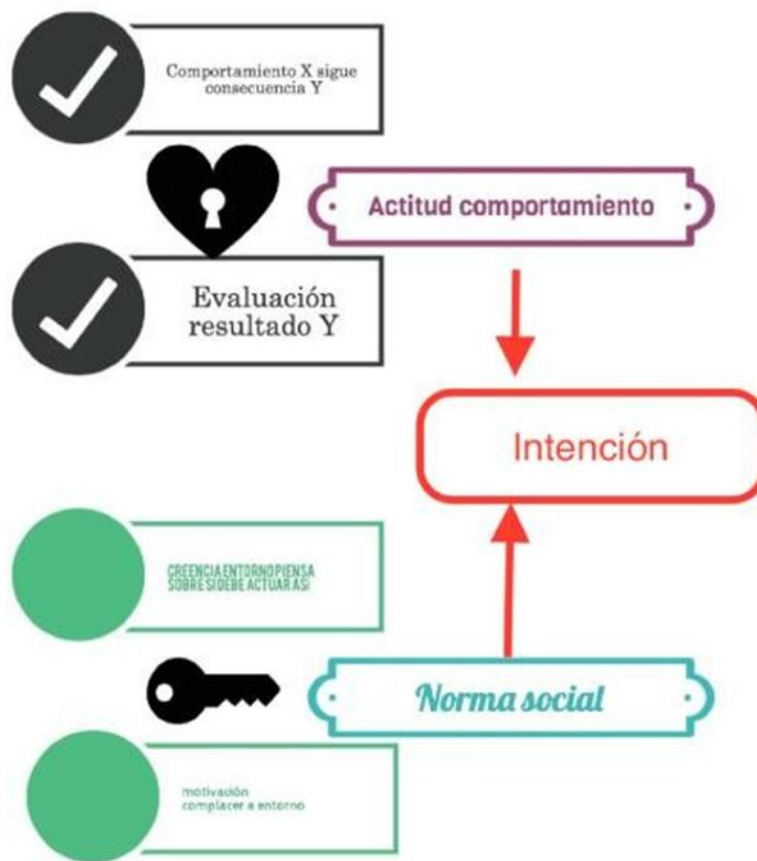 Comportamiento X sigue
consecuencia Y
Actitud comportamiento
Evaluación
resultado Y
Intención
CREENCIA ENTORNO PIENSA
SOBRE SI DEBE ACTUAR ASI
Norma social
motivación
complacer a entorno